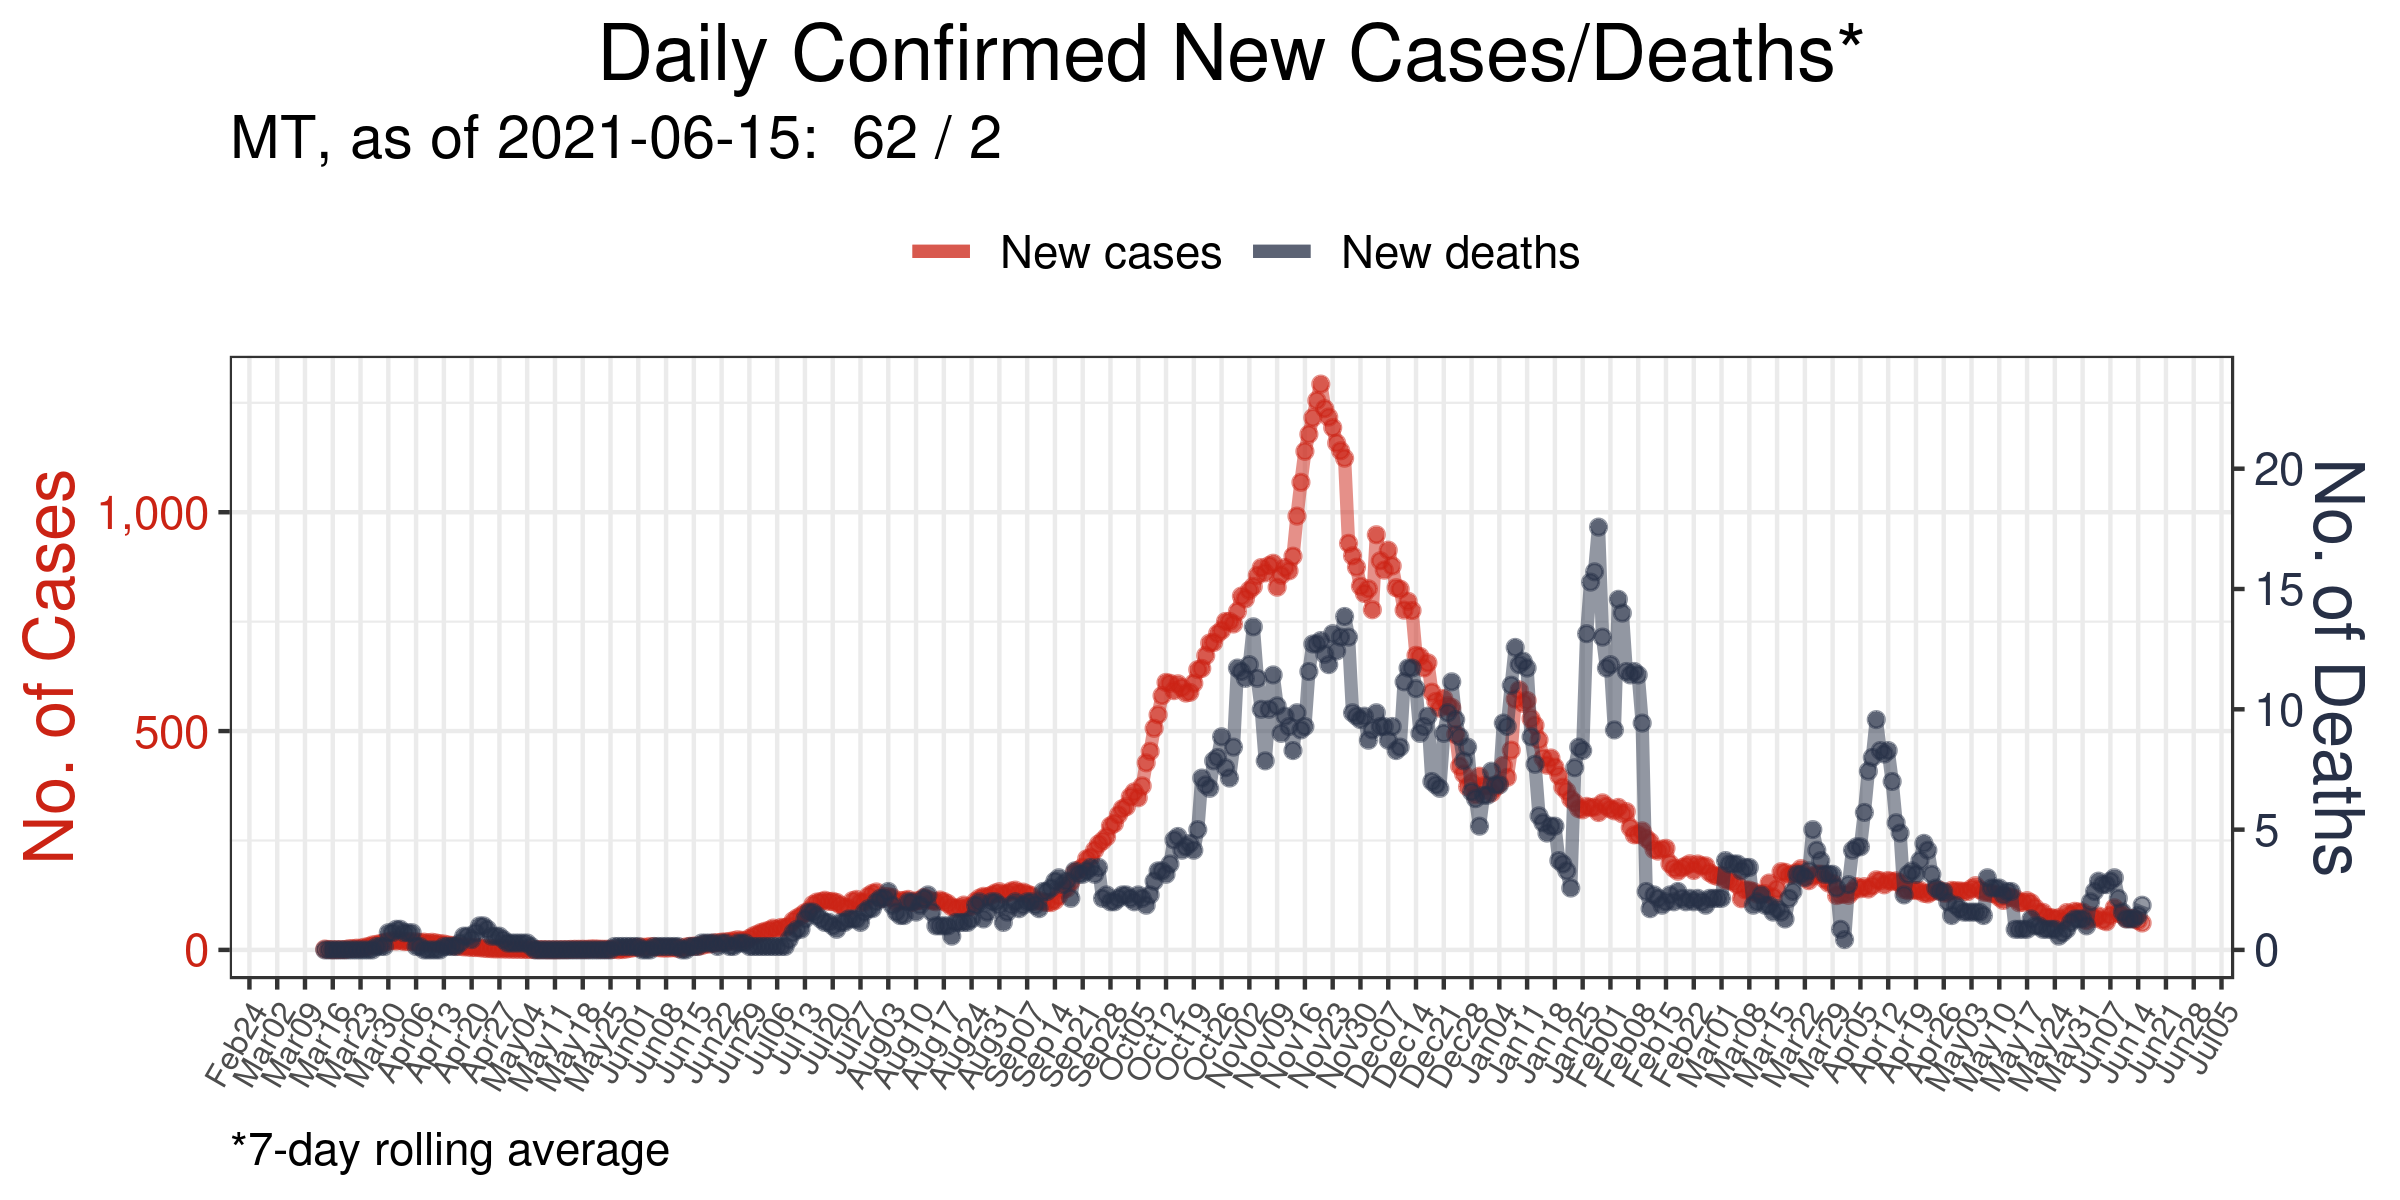 Daily Confirmed New Cases/Deaths*
MT, as of 2021-06-15:  62 / 2
New cases
New deaths
No. of Cases
1,000
500
0
20
15
10
5
0
No. of Deaths
Feb24
Mar02
Mar09
Mar16
Mar23
Mar30
Apr06
Apr13
Apr20
Apr27
May04
May11
May18
May25
Jun01
Jun08
Jun15
Jun22
Jun29
Jul06
Jul13
Jul20
Jul27
Aug03
Aug10
Aug17
Aug24
Aug31
Sep07
Sep14
Sep21
Sep28
Oct05
Oct12
Oct19
Oct26
Nov02
Nov09
Nov16
Nov23
Nov30
Dec07
Dec14
Dec21
Dec28
Jan04
Jan11
Jan18
Jan25
Feb01
Feb08
Feb15
Feb22
Mar01
Mar08
Mar15
Mar22
Mar29
Apr05
Apr12
Apr19
Apr26
May03
May10
May17
May24
May31
Jun07
Jun14
Jun21
Jun28
Jul05
*7-day rolling average